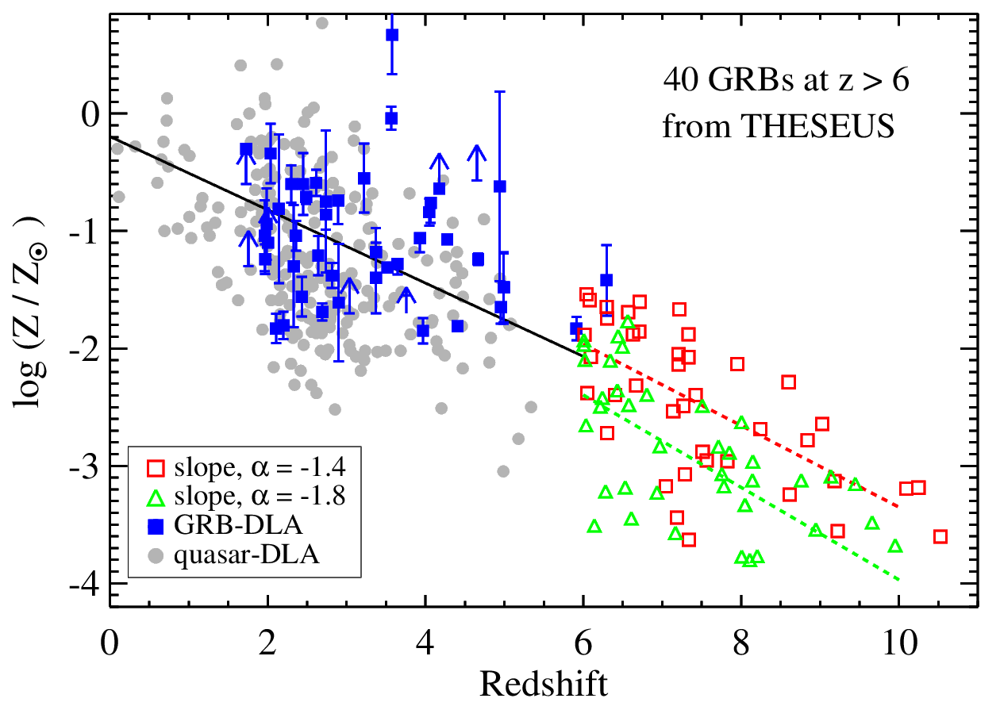 40 GRBs at z > 6
from THESEUS
log (Z / Z☉)
0
-1
-2
-3
-4
slope, α = -1.4
slope, α = -1.8
GRB-DLA
quasar-DLA
0 2 4 6 8 10
Redshift